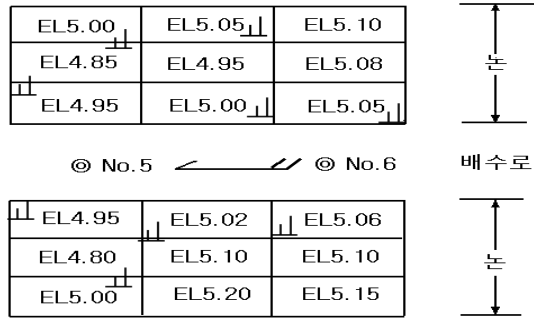 EL5.00 EL5.05 EL5.10
EL4.85 EL4.95 EL5.08
논
EL4.95 EL5.00 EL5.05
◎ No.5 ◎ No.6 배수로
EL4.95 EL5.02 EL5.06
EL4.80 EL5.10 EL5.10
논
EL5.00 EL5.20 EL5.15